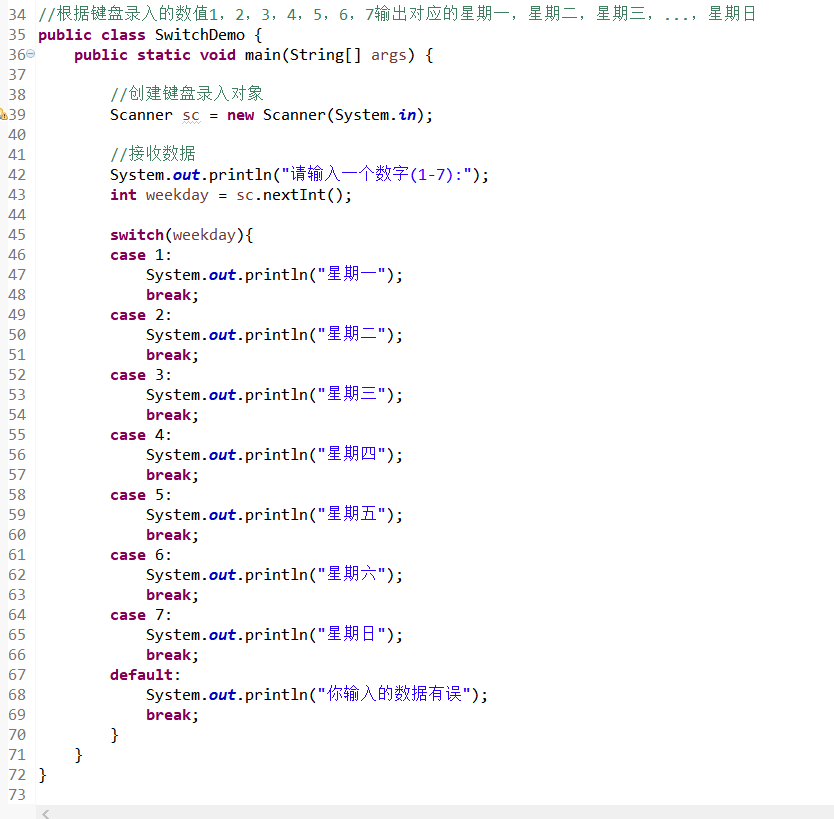 34 //根据键盘录入的数值1，2，3，4，5，6，7输出对应的星期一，星期二，星期三，...，星期日
35 public class SwitchDemo {
36     public static void main(String[] args) {
37
38         //创建键盘录入对象
39         Scanner sc = new Scanner(System.in);
40
41         //接收数据
42         System.out.println("请输入一个数字(1-7):");
43         int weekday = sc.nextInt();
44
45         switch(weekday){
46         case 1:
47             System.out.println("星期一");
48             break;
49         case 2:
50             System.out.println("星期二");
51             break;
52         case 3:
53             System.out.println("星期三");
54             break;
55         case 4:
56             System.out.println("星期四");
57             break;
58         case 5:
59             System.out.println("星期五");
60             break;
61         case 6:
62             System.out.println("星期六");
63             break;
64         case 7:
65             System.out.println("星期日");
66             break;
67         default:
68             System.out.println("你输入的数据有误");
69             break;
70         }
71     }
72 }
73